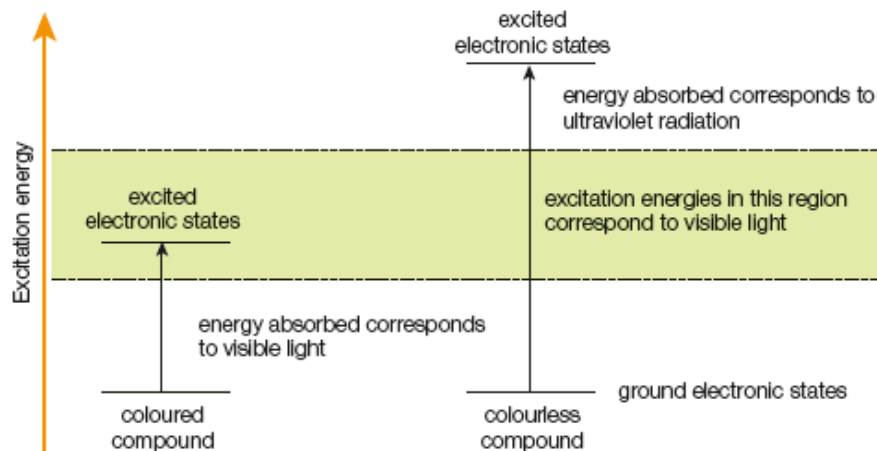 excited
electronic states
energy absorbed corresponds to
ultraviolet radiation
Excitation energy
excited
electronic states
excitation energies in this region
correspond to visible light
energy absorbed corresponds
to visible light
ground electronic states
coloured
compound
colourless
compound